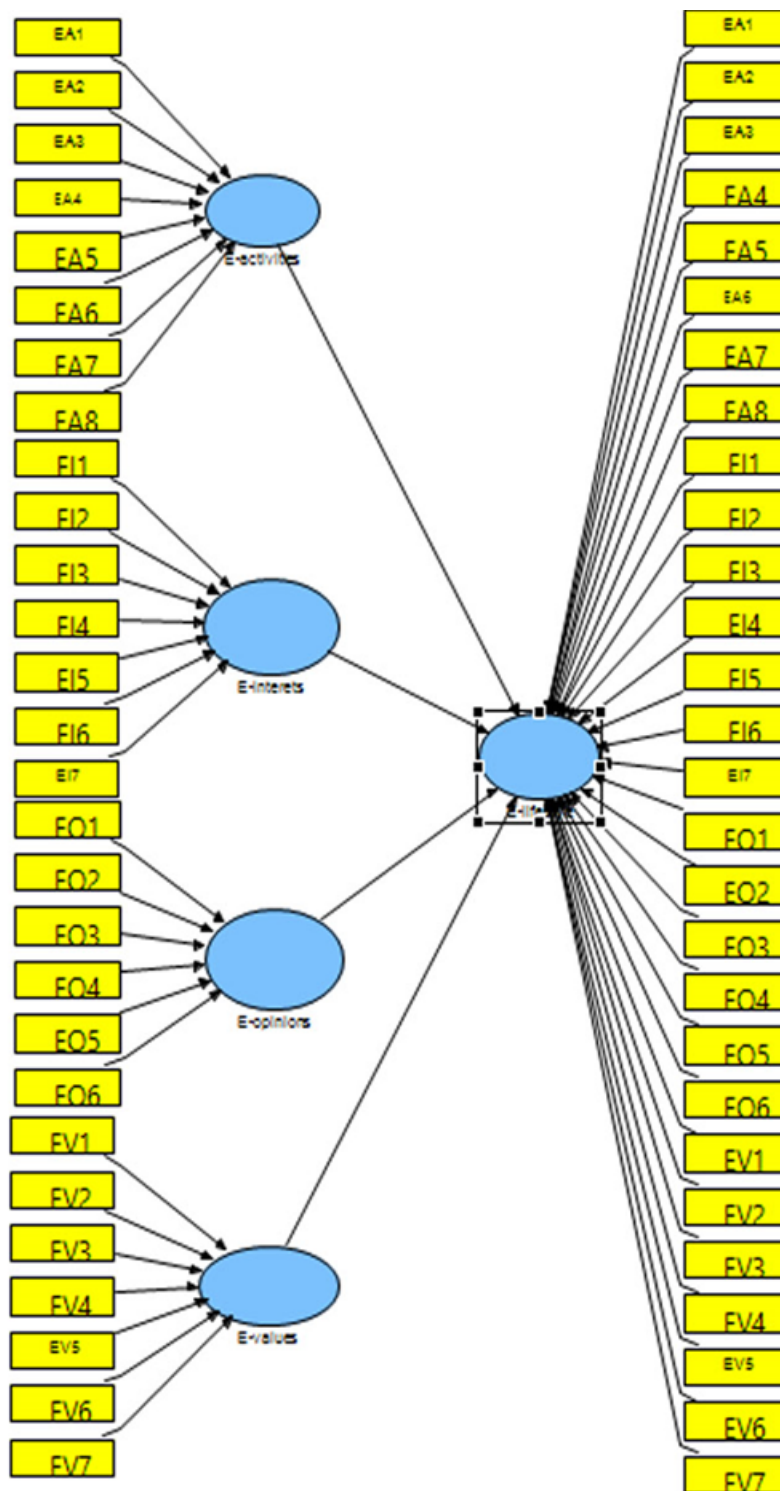 EA1
EA2
EA3
EA4
EA5
EA6
EA7
EA8
E-activites
EI1
EI2
EI3
EI4
EI5
EI6
EI7
E-interets
EO1
EO2
EO3
EO4
EO5
EO6
E-opinions
EV1
EV2
EV3
EV4
EV5
EV6
EV7
E-values
EA1
EA2
EA3
EA4
EA5
EA6
EA7
EA8
EI1
EI2
EI3
EI4
EI5
EI6
EI7
EO1
EO2
EO3
EO4
EO5
EO6
EV1
EV2
EV3
EV4
EV5
EV6
EV7